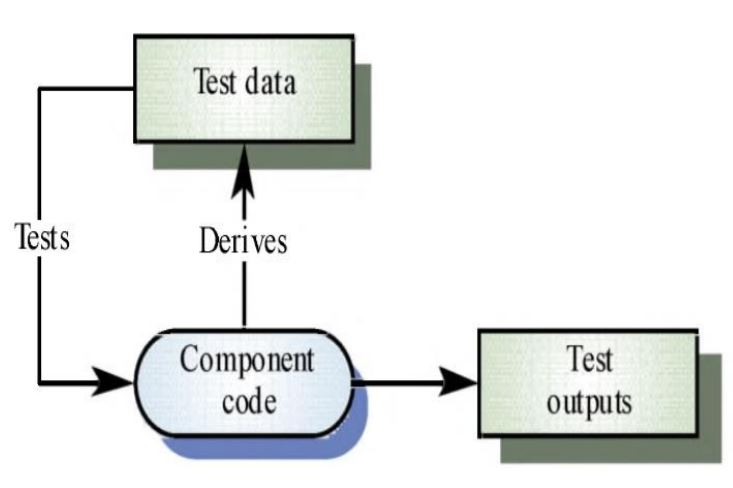 Test data
Tests
Derives
Component
code
Test
outputs